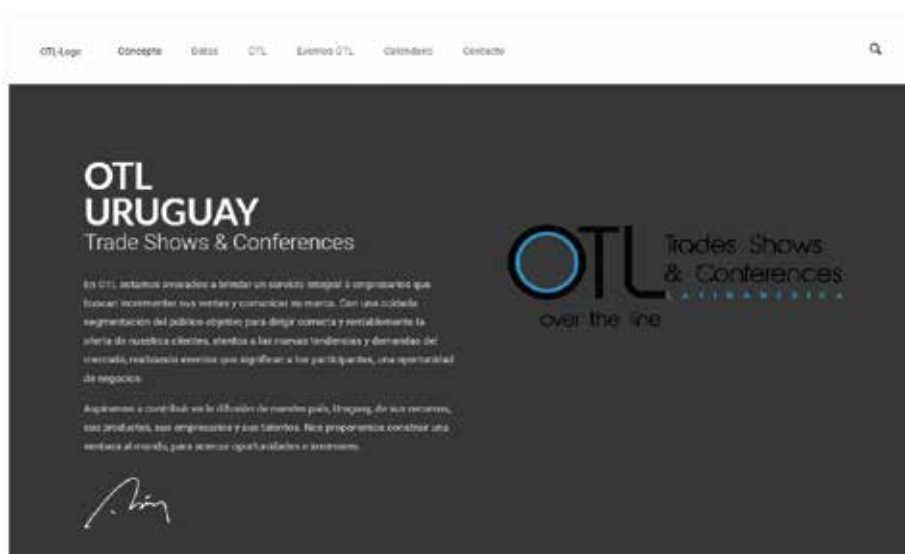 OTL-Logo Concepto Datos OTL Eventos OTL Calendario Contacto
OTL
URUGUAY
Trade Shows & Conferences
En OTL estamos avocados a brindar un servicio integral a empresarios que
buscan incrementar sus ventas y comunicar su marca. Con una cuidada
segmentación del público objetivo para dirigir correcta y rentablemente la
oferta de nuestros clientes, atentos a las nuevas tendencias y demandas del
mercado, realizando eventos que significan a los participantes, una oportunidad
de negocios.
Aspiramos a contribuir en la difusión de nuestro país, Uruguay, de sus recursos,
sus productos, sus empresarios y sus talentos. Nos proponemos construir una
ventana al mundo, para acercar oportunidades e inversores.
OTL Trades Shows
& Conferences
LATINAMERICA
over the line